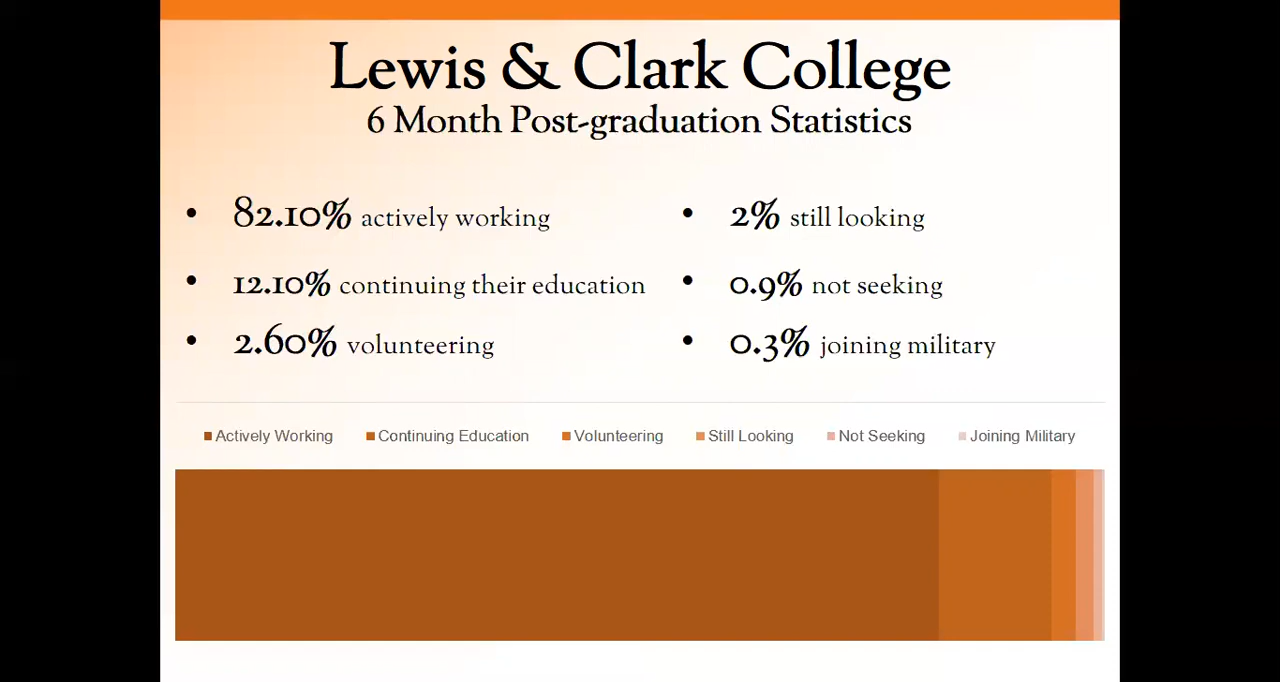 Lewis & Clark College
6 Month Post-graduation Statistics
• 82.10% actively working
• 12.10% continuing their education
• 2.60% volunteering
• 2% still looking
• 0.9% not seeking
• 0.3% joining military
Actively Working Continuing Education Volunteering Still Looking Not Seeking Joining Military